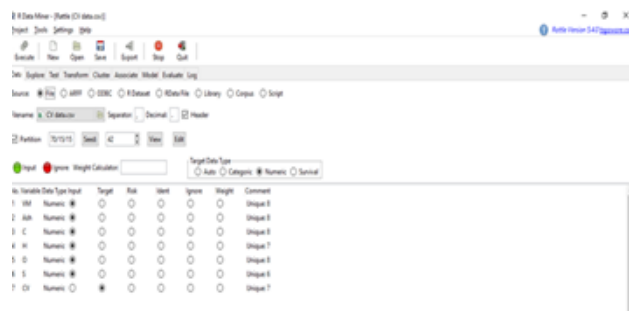 R Data Miner - [Rattle (CV data.csv)]
Project Tools Settings Help
Rattle Version 5.4.0 togaware.com
Execute New Open Save Export Stop Quit
Data Explore Test Transform Cluster Associate Model Evaluate Log
Source: File ARFF ODBC R Dataset RData File Library Corpus Script
Filename: CV data.csv Separator: , Decimal: . Header
Partition 70/15/15 Seed: 42 View Edit
Input Ignore Weight Calculator: Target Data Type
Auto Categoric Numeric Survival
No. Variable Data Type Input Target Risk Ident Ignore Weight Comment
1 VM Numeric Unique: 8
2 Ash Numeric Unique: 8
3 C Numeric Unique: 8
4 H Numeric Unique: 7
5 O Numeric Unique: 8
6 S Numeric Unique: 6
7 CV Numeric Unique: 7